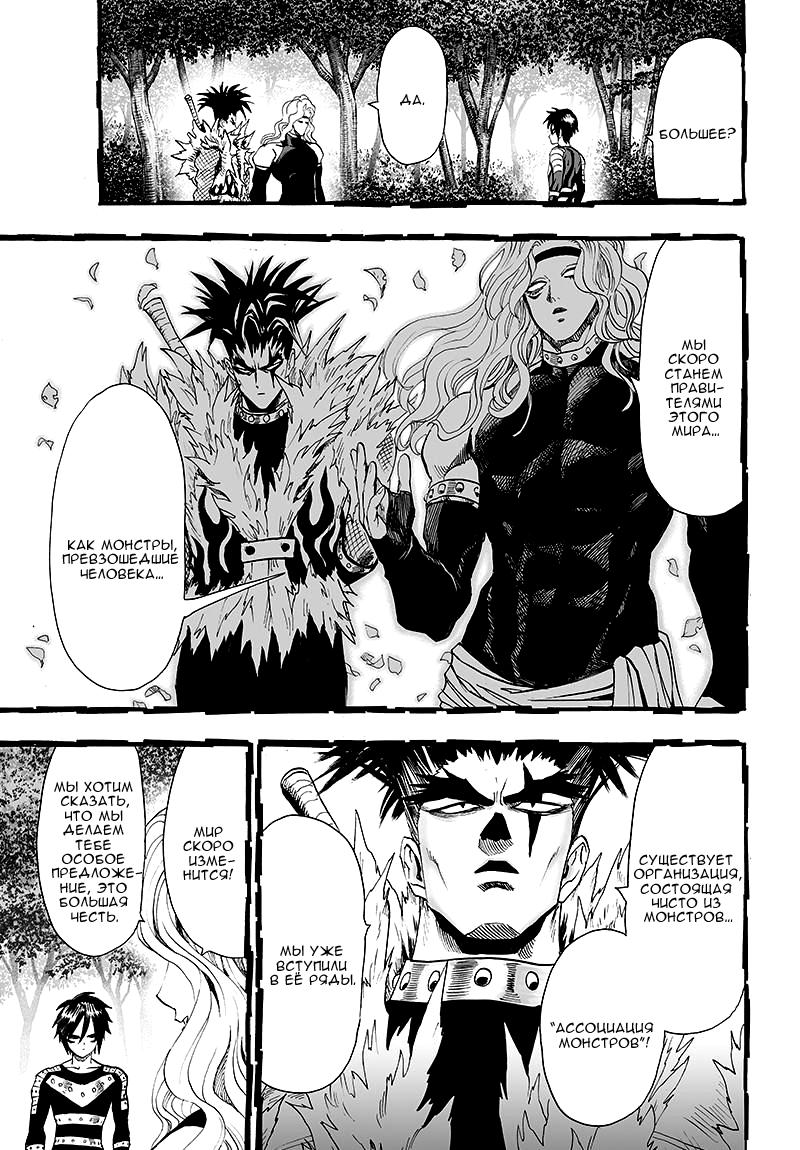 БОЛЬШЕЕ?
ДА.
МЫ
СКОРО
СТАНЕМ
ПРАВИ-
ТЕЛЯМИ
ЭТОГО
МИРА...
КАК МОНСТРЫ,
ПРЕВЗОШЕДШИЕ
ЧЕЛОВЕКА...
СУЩЕСТВУЕТ
ОРГАНИЗАЦИЯ,
СОСТОЯЩАЯ
ЧИСТО ИЗ
МОНСТРОВ...
"АССОЦИАЦИЯ
МОНСТРОВ"!
МЫ УЖЕ
ВСТУПИЛИ
В ЕЁ РЯДЫ.
МИР
СКОРО
ИЗМЕ-
НИТСЯ!
МЫ ХОТИМ
СКАЗАТЬ,
ЧТО МЫ
ДЕЛАЕМ
ТЕБЕ
ОСОБОЕ
ПРЕДЛОЖЕ-
НИЕ, ЭТО
БОЛЬШАЯ
ЧЕСТЬ.